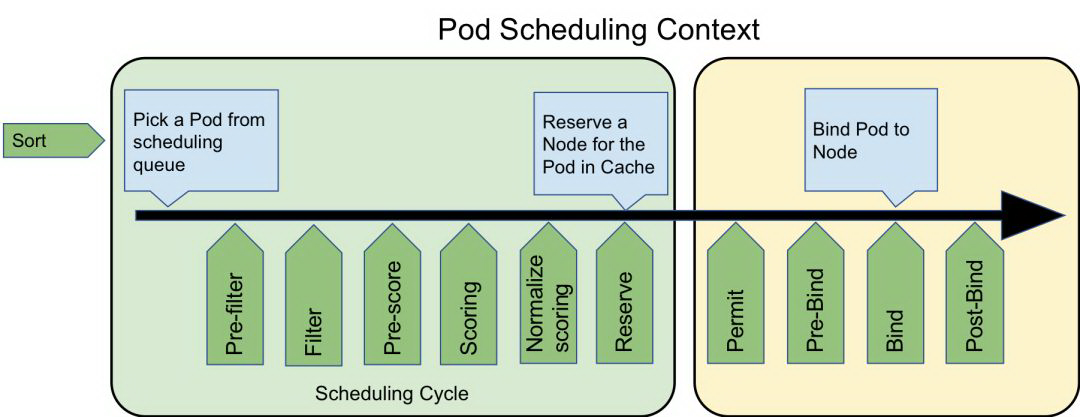 Pod Scheduling Context
Sort
Pick a Pod from
scheduling
queue
Reserve a
Node for the
Pod in Cache
Bind Pod to
Node
Pre-filter
Filter
Pre-score
Scoring
Normalize
scoring
Reserve
Permit
Pre-Bind
Bind
Post-Bind
Scheduling Cycle